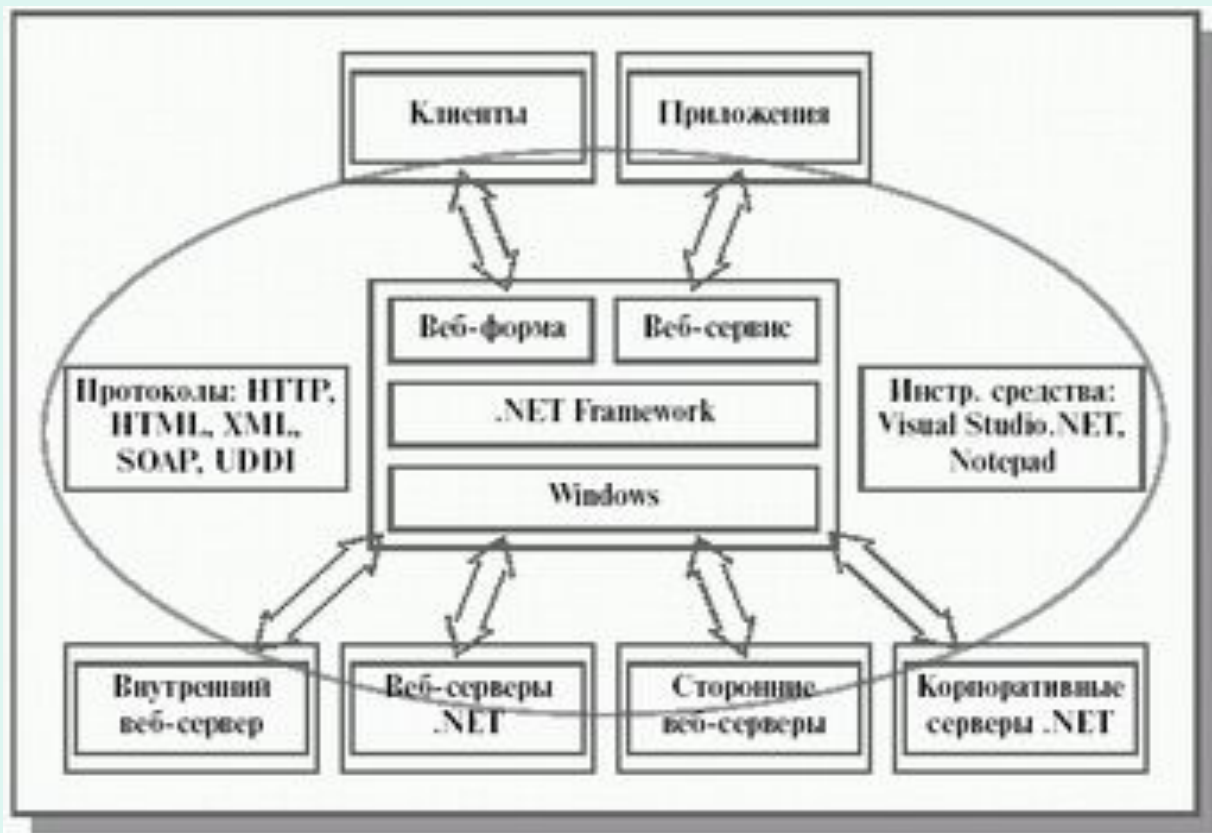 Клиенты
Приложения
Веб-форма
Веб-сервис
Протоколы: HTTP,
HTML, XML,
SOAP, UDDI
.NET Framework
Инстр. средства:
Visual Studio.NET,
Notepad
Windows
Внутренний
веб-сервер
Веб-серверы
.NET
Сторонние
веб-серверы
Корпоративные
серверы .NET